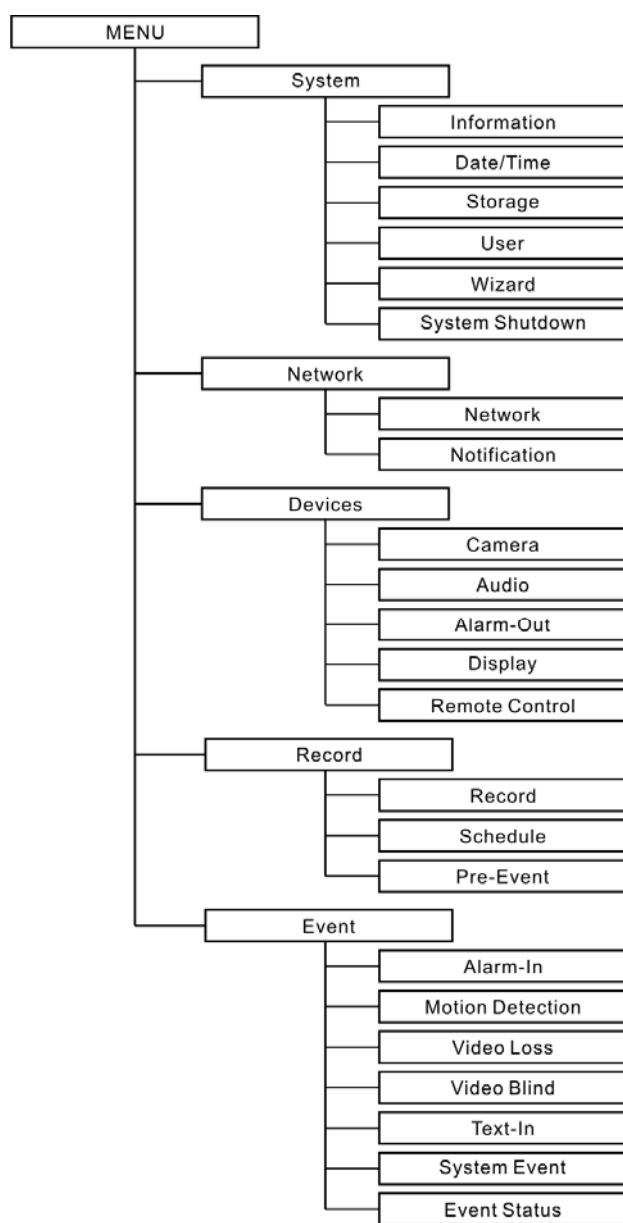 MENU
System
Information
Date/Time
Storage
User
Wizard
System Shutdown
Network
Network
Notification
Devices
Camera
Audio
Alarm-Out
Display
Remote Control
Record
Record
Schedule
Pre-Event
Event
Alarm-In
Motion Detection
Video Loss
Video Blind
Text-In
System Event
Event Status